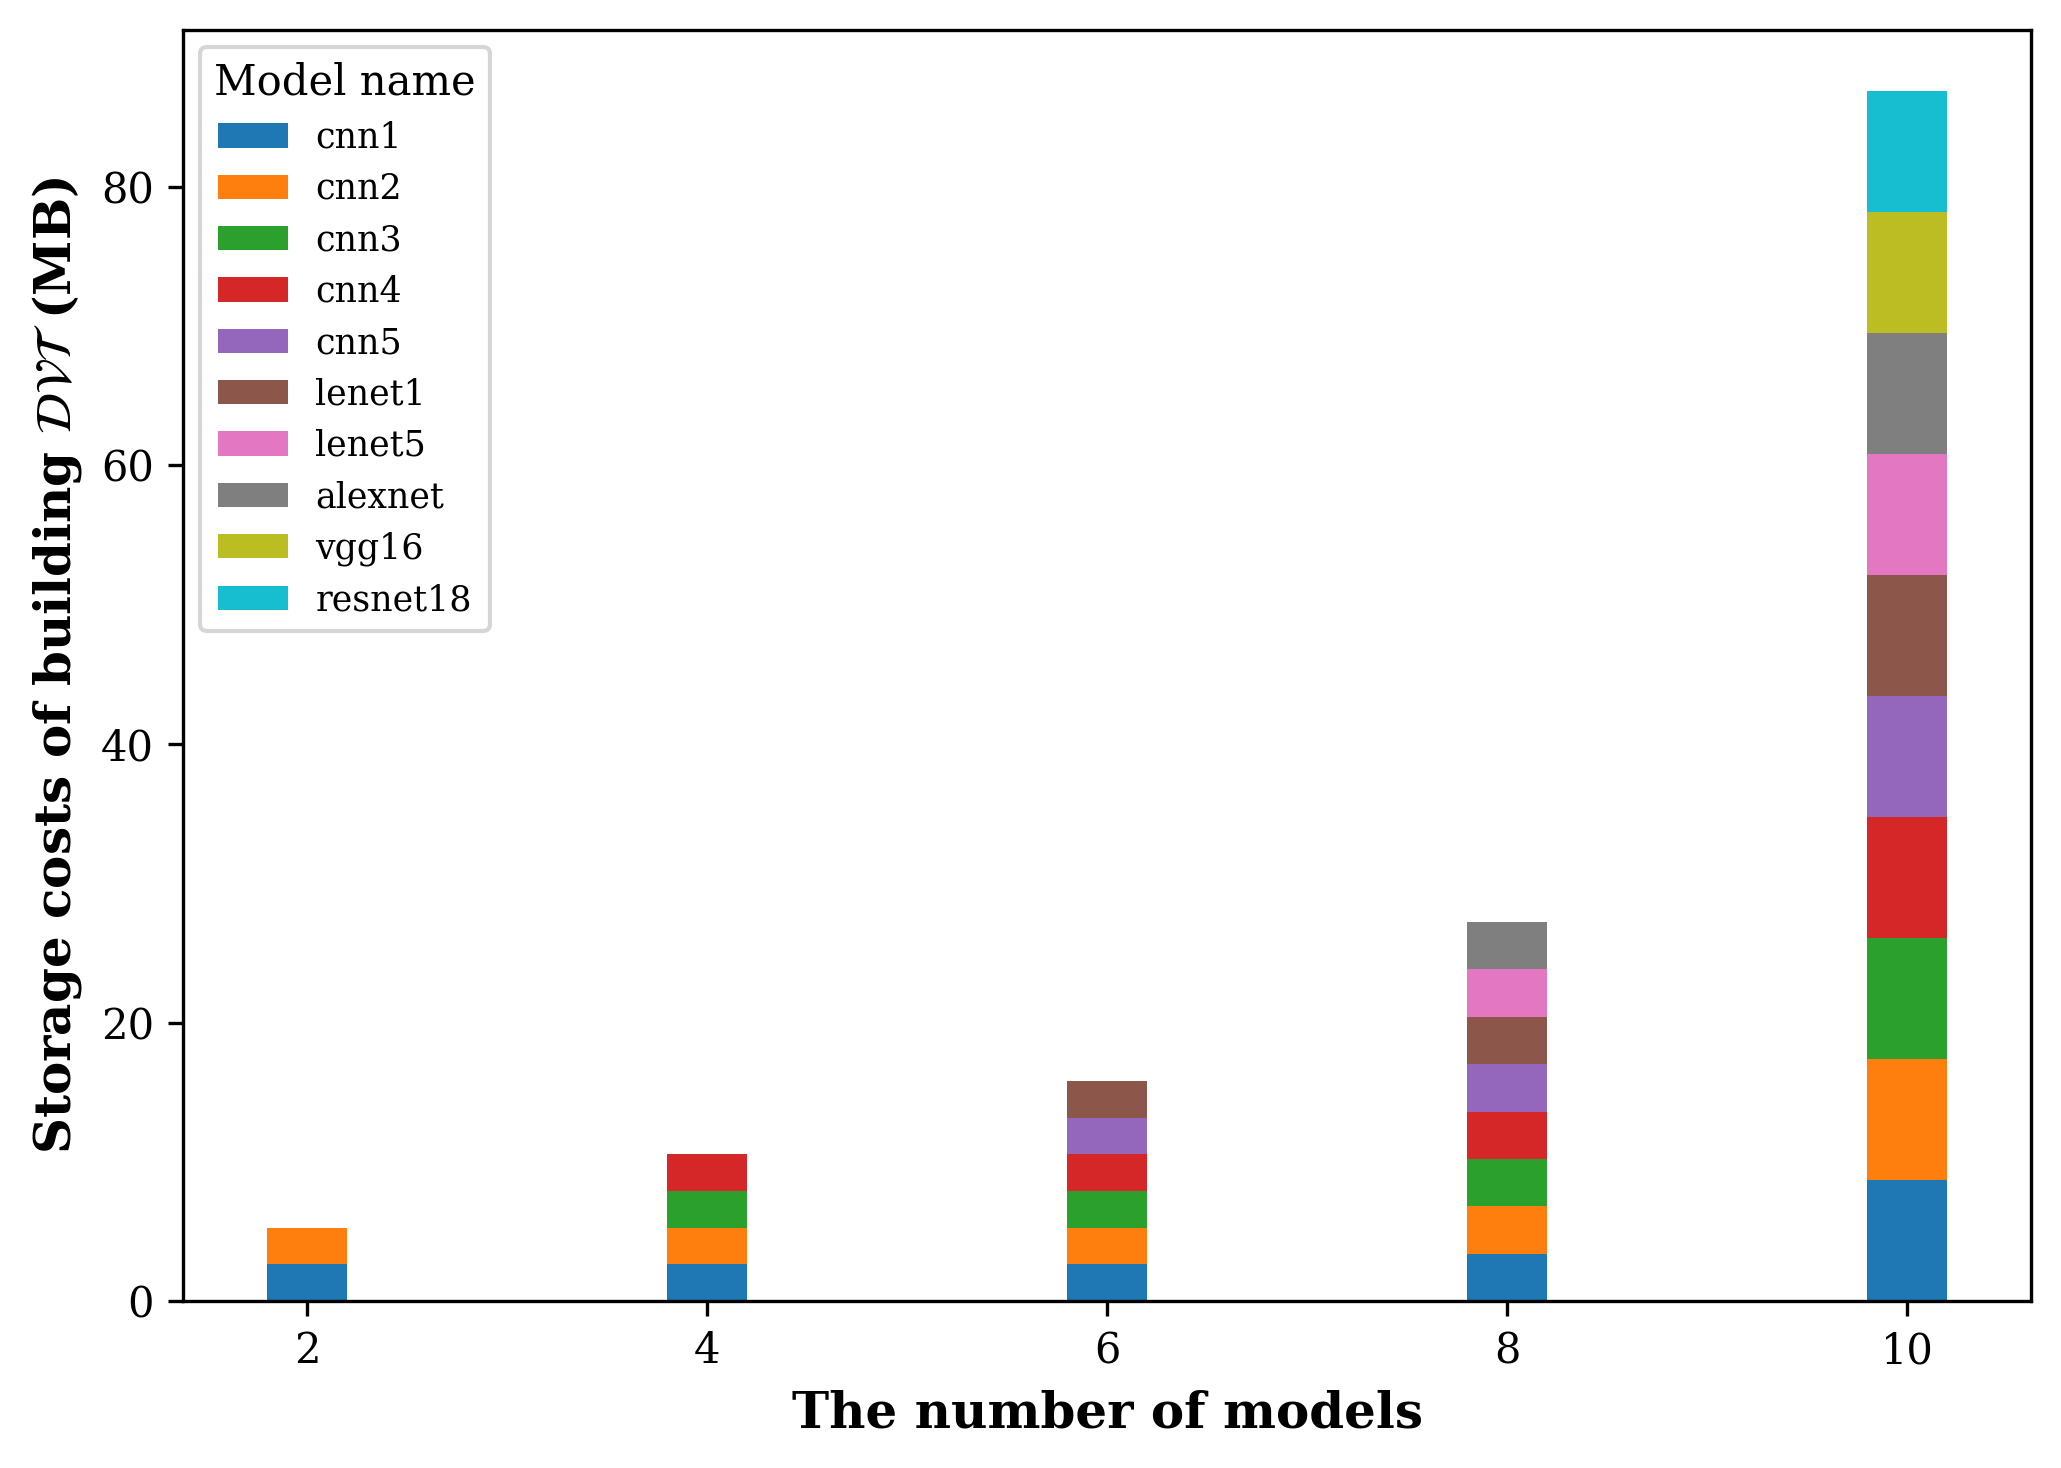 Model name
cnn1
cnn2
cnn3
cnn4
cnn5
lenet1
lenet5
alexnet
vgg16
resnet18
Storage costs of building 𝒟𝒱𝒯 (MB)
80
60
40
20
0
2 4 6 8 10
The number of models